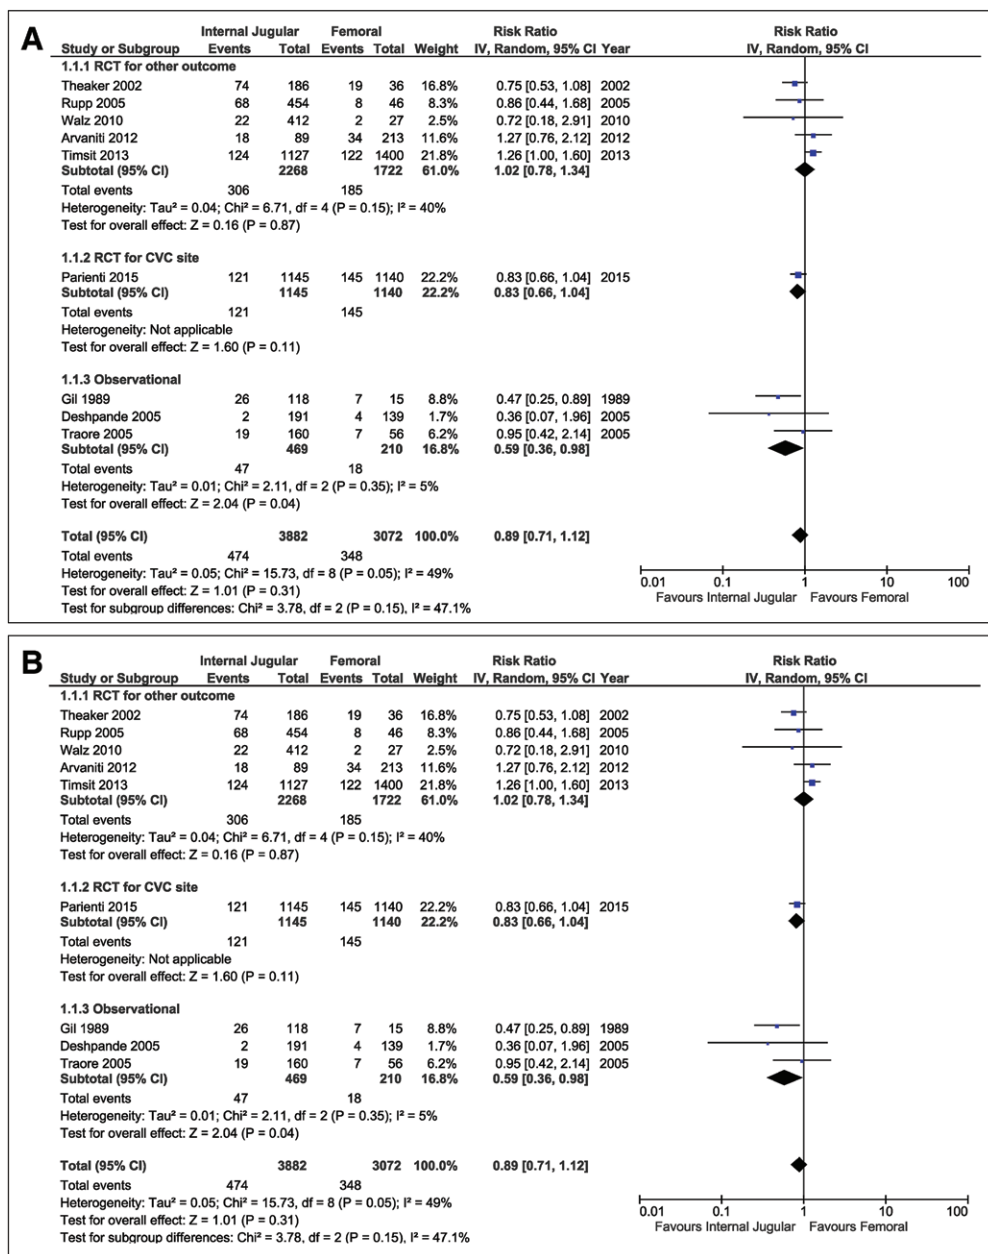 A
Internal Jugular Femoral Risk Ratio Risk Ratio
Study or Subgroup Events Total Events Total Weight IV, Random, 95% CI Year IV, Random, 95% CI
1.1.1 RCT for other outcome
Theaker 2002 74 186 19 36 16.8% 0.75 [0.53, 1.08] 2002
Rupp 2005 68 454 8 46 8.3% 0.86 [0.44, 1.68] 2005
Walz 2010 22 412 2 27 2.5% 0.72 [0.18, 2.91] 2010
Arvaniti 2012 18 89 34 213 11.6% 1.27 [0.76, 2.12] 2012
Timsit 2013 124 1127 122 1400 21.8% 1.26 [1.00, 1.60] 2013
Subtotal (95% CI) 2268 1722 61.0% 1.02 [0.78, 1.34]
Total events 306 185
Heterogeneity: Tau² = 0.04; Chi² = 6.71, df = 4 (P = 0.15); I² = 40%
Test for overall effect: Z = 0.16 (P = 0.87)
1.1.2 RCT for CVC site
Parienti 2015 121 1145 145 1140 22.2% 0.83 [0.66, 1.04] 2015
Subtotal (95% CI) 1145 1140 22.2% 0.83 [0.66, 1.04]
Total events 121 145
Heterogeneity: Not applicable
Test for overall effect: Z = 1.60 (P = 0.11)
1.1.3 Observational
Gil 1989 26 118 7 15 8.8% 0.47 [0.25, 0.89] 1989
Deshpande 2005 2 191 4 139 1.7% 0.36 [0.07, 1.96] 2005
Traore 2005 19 160 7 56 6.2% 0.95 [0.42, 2.14] 2005
Subtotal (95% CI) 469 210 16.8% 0.59 [0.36, 0.98]
Total events 47 18
Heterogeneity: Tau² = 0.01; Chi² = 2.11, df = 2 (P = 0.35); I² = 5%
Test for overall effect: Z = 2.04 (P = 0.04)
Total (95% CI) 3882 3072 100.0% 0.89 [0.71, 1.12]
Total events 474 348
Heterogeneity: Tau² = 0.05; Chi² = 15.73, df = 8 (P = 0.05); I² = 49%
Test for overall effect: Z = 1.01 (P = 0.31)
Test for subgroup differences: Chi² = 3.78, df = 2 (P = 0.15), I² = 47.1%
0.01 0.1 1 10 100
Favours Internal Jugular Favours Femoral
B
Internal Jugular Femoral Risk Ratio Risk Ratio
Study or Subgroup Events Total Events Total Weight IV, Random, 95% CI Year IV, Random, 95% CI
1.1.1 RCT for other outcome
Theaker 2002 74 186 19 36 16.8% 0.75 [0.53, 1.08] 2002
Rupp 2005 68 454 8 46 8.3% 0.86 [0.44, 1.68] 2005
Walz 2010 22 412 2 27 2.5% 0.72 [0.18, 2.91] 2010
Arvaniti 2012 18 89 34 213 11.6% 1.27 [0.76, 2.12] 2012
Timsit 2013 124 1127 122 1400 21.8% 1.26 [1.00, 1.60] 2013
Subtotal (95% CI) 2268 1722 61.0% 1.02 [0.78, 1.34]
Total events 306 185
Heterogeneity: Tau² = 0.04; Chi² = 6.71, df = 4 (P = 0.15); I² = 40%
Test for overall effect: Z = 0.16 (P = 0.87)
1.1.2 RCT for CVC site
Parienti 2015 121 1145 145 1140 22.2% 0.83 [0.66, 1.04] 2015
Subtotal (95% CI) 1145 1140 22.2% 0.83 [0.66, 1.04]
Total events 121 145
Heterogeneity: Not applicable
Test for overall effect: Z = 1.60 (P = 0.11)
1.1.3 Observational
Gil 1989 26 118 7 15 8.8% 0.47 [0.25, 0.89] 1989
Deshpande 2005 2 191 4 139 1.7% 0.36 [0.07, 1.96] 2005
Traore 2005 19 160 7 56 6.2% 0.95 [0.42, 2.14] 2005
Subtotal (95% CI) 469 210 16.8% 0.59 [0.36, 0.98]
Total events 47 18
Heterogeneity: Tau² = 0.01; Chi² = 2.11, df = 2 (P = 0.35); I² = 5%
Test for overall effect: Z = 2.04 (P = 0.04)
Total (95% CI) 3882 3072 100.0% 0.89 [0.71, 1.12]
Total events 474 348
Heterogeneity: Tau² = 0.05; Chi² = 15.73, df = 8 (P = 0.05); I² = 49%
Test for overall effect: Z = 1.01 (P = 0.31)
Test for subgroup differences: Chi² = 3.78, df = 2 (P = 0.15), I² = 47.1%
0.01 0.1 1 10 100
Favours Internal Jugular Favours Femoral